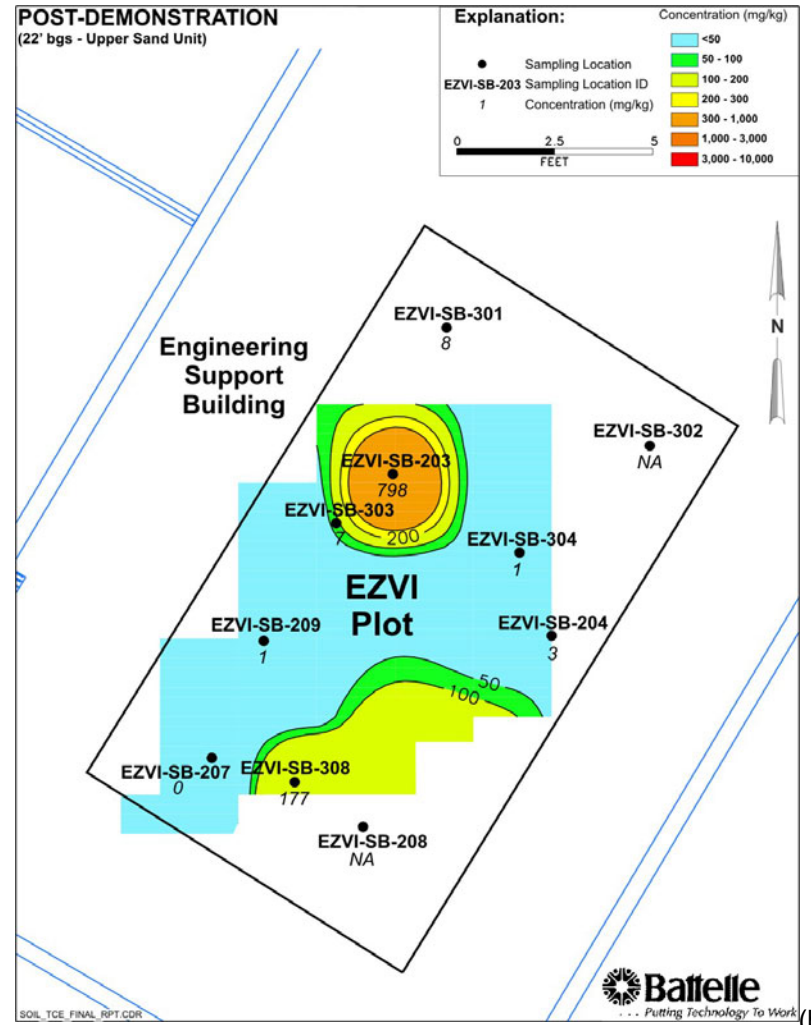 POST-DEMONSTRATION
(22' bgs - Upper Sand Unit)
Explanation:
Sampling Location
EZVI-SB-203 Sampling Location ID
1 Concentration (mg/kg)
0 2.5 5
FEET
Concentration (mg/kg)
<50
50 - 100
100 - 200
200 - 300
300 - 1,000
1,000 - 3,000
3,000 - 10,000
N
EZVI-SB-301
8
Engineering
Support
Building
EZVI-SB-302
NA
EZVI-SB-203
798
EZVI-SB-303
7
200
EZVI-SB-304
1
EZVI
Plot
EZVI-SB-209
1
EZVI-SB-204
3
50
100
EZVI-SB-207
0
EZVI-SB-308
177
EZVI-SB-208
NA
SOIL_TCE_FINAL_RPT.CDR
Battelle
. . . Putting Technology To Work